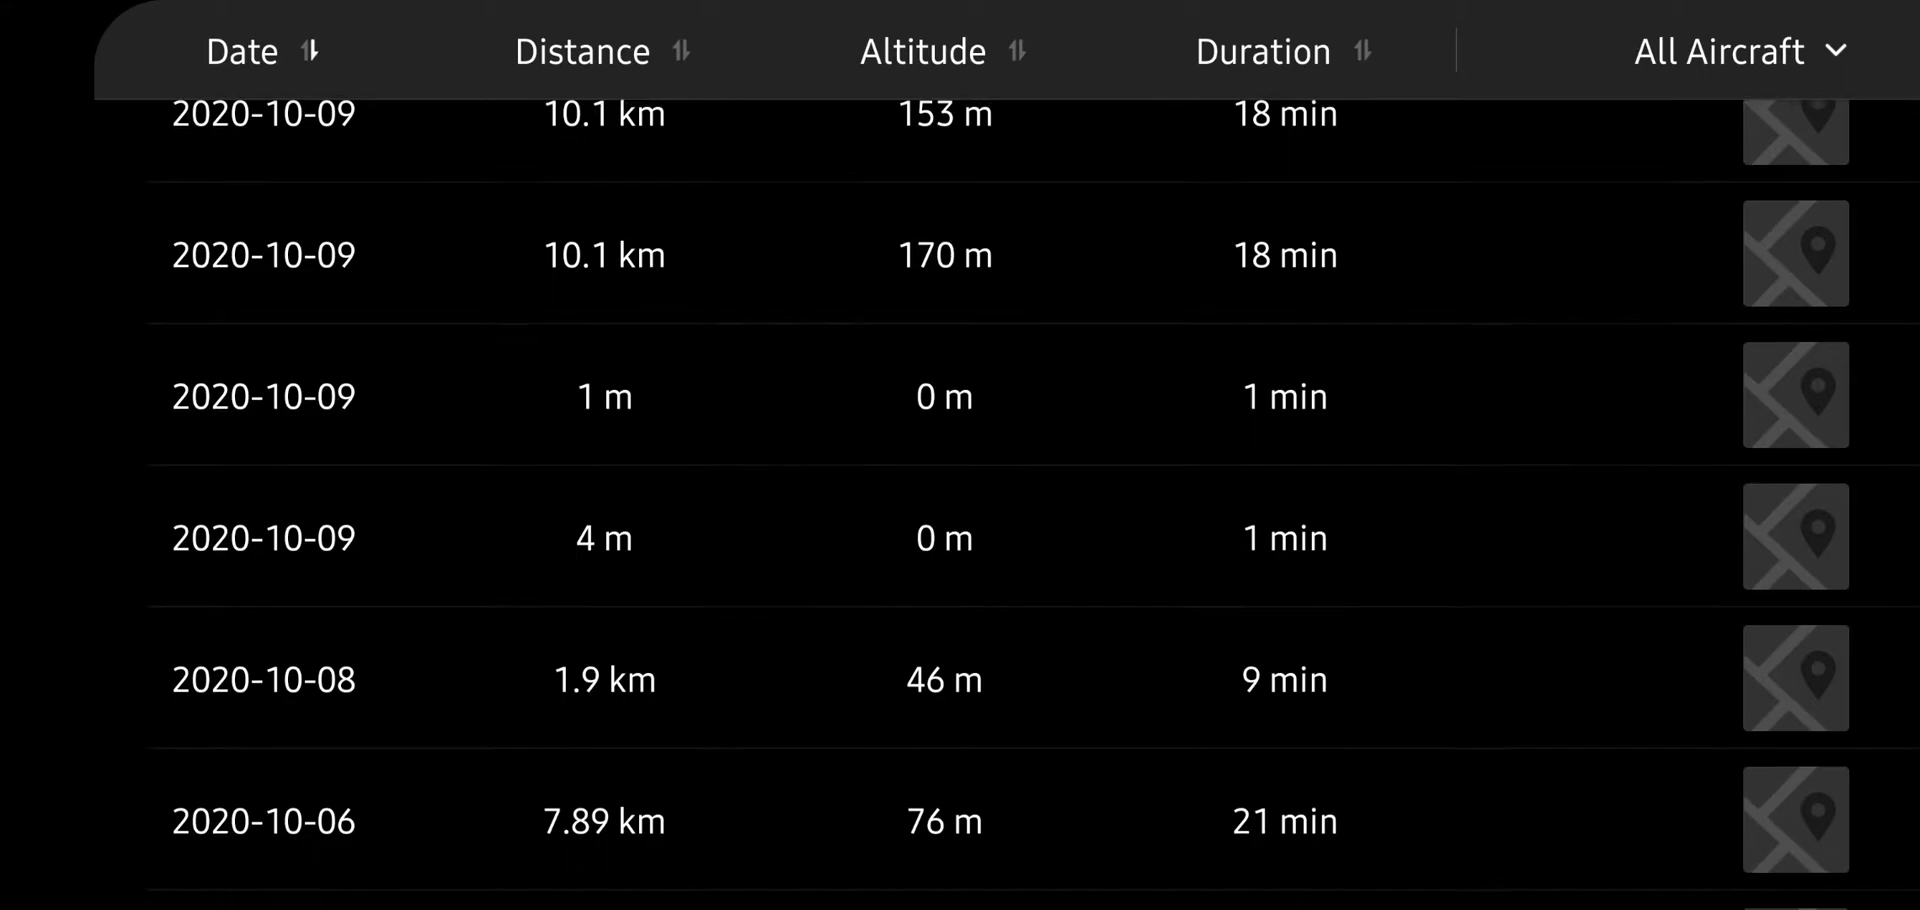 Date Distance Altitude Duration All Aircraft
2020-10-09 10.1 km 153 m 18 min
2020-10-09 10.1 km 170 m 18 min
2020-10-09 1 m 0 m 1 min
2020-10-09 4 m 0 m 1 min
2020-10-08 1.9 km 46 m 9 min
2020-10-06 7.89 km 76 m 21 min